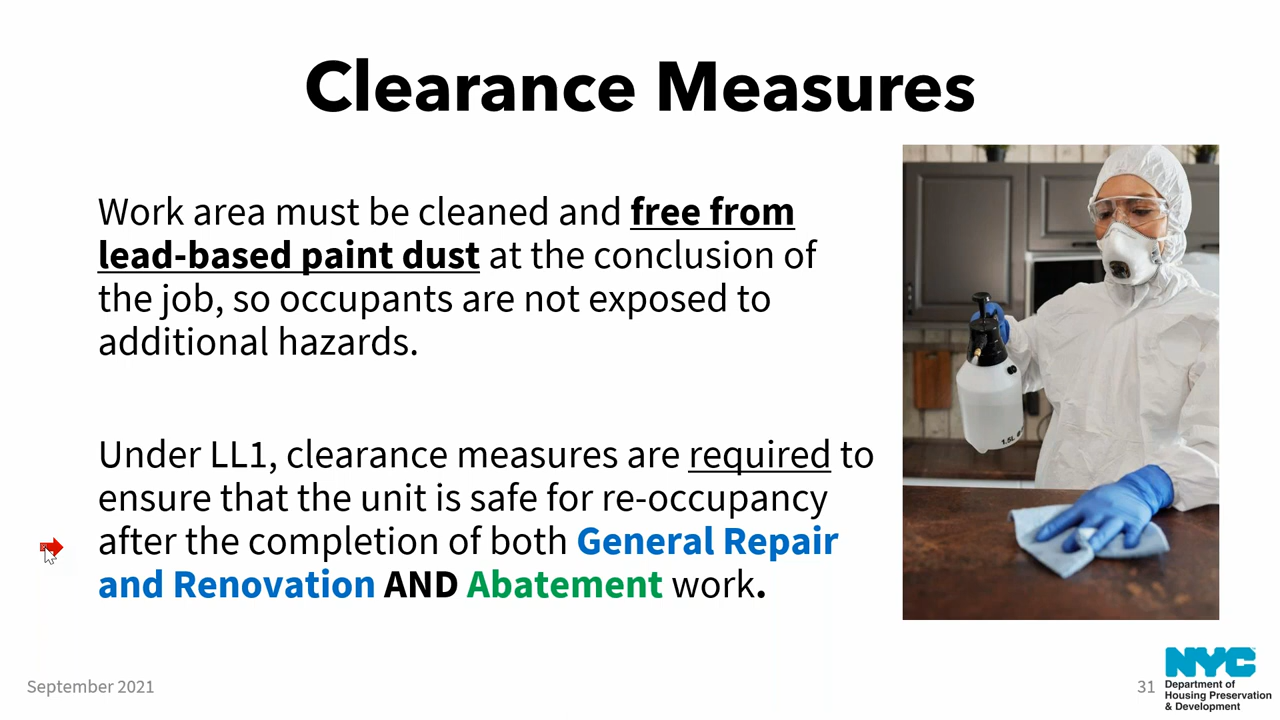 Clearance Measures
Work area must be cleaned and free from
lead-based paint dust at the conclusion of
the job, so occupants are not exposed to
additional hazards.
Under LL1, clearance measures are required to
ensure that the unit is safe for re-occupancy
after the completion of both General Repair
and Renovation AND Abatement work.
1.5L
September 2021
31
NYC
Department of
Housing Preservation
& Development